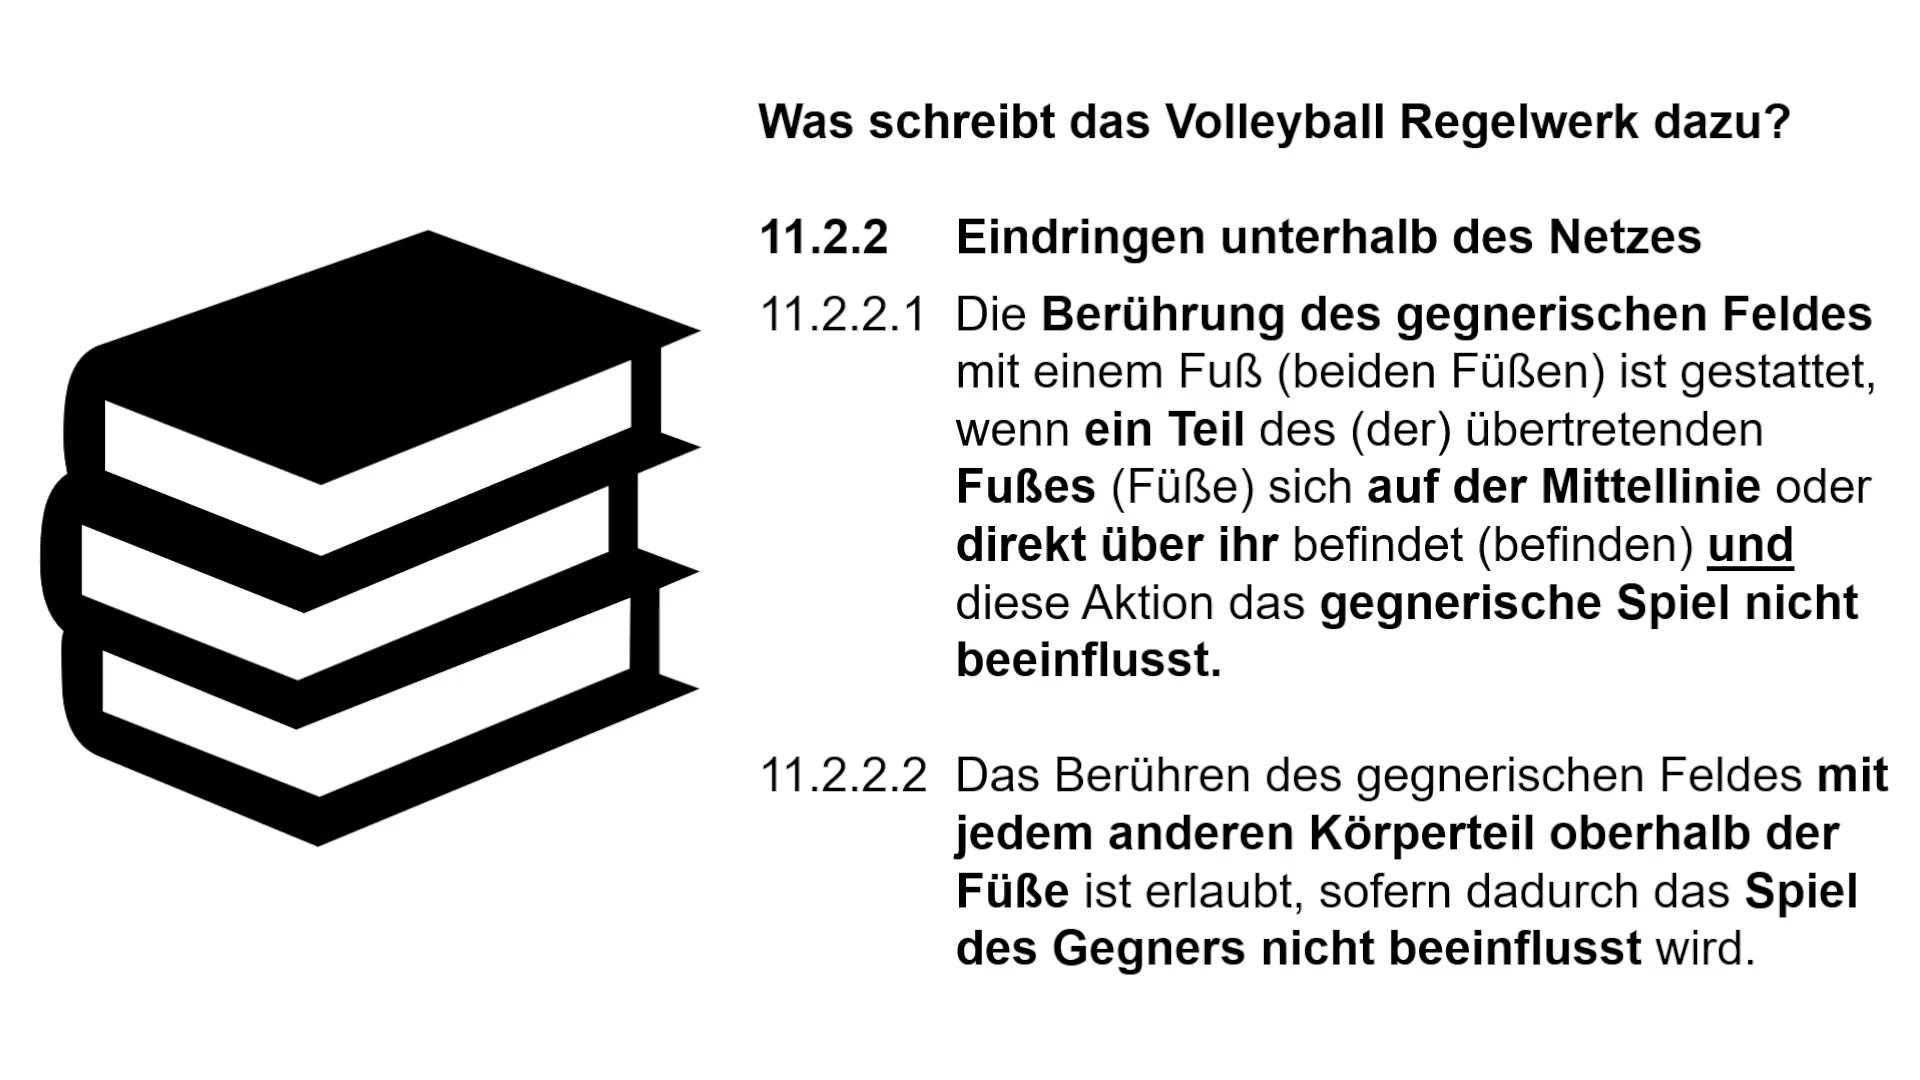 Was schreibt das Volleyball Regelwerk dazu?
11.2.2 Eindringen unterhalb des Netzes
11.2.2.1 Die Berührung des gegnerischen Feldes
mit einem Fuß (beiden Füßen) ist gestattet,
wenn ein Teil des (der) übertretenden
Fußes (Füße) sich auf der Mittellinie oder
direkt über ihr befindet (befinden) und
diese Aktion das gegnerische Spiel nicht
beeinflusst.
11.2.2.2 Das Berühren des gegnerischen Feldes mit
jedem anderen Körperteil oberhalb der
Füße ist erlaubt, sofern dadurch das Spiel
des Gegners nicht beeinflusst wird.